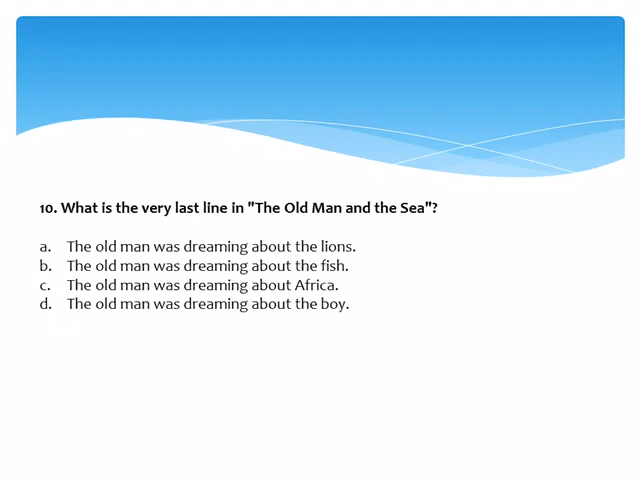 10. What is the very last line in "The Old Man and the Sea"?
a. The old man was dreaming about the lions.
b. The old man was dreaming about the fish.
c. The old man was dreaming about Africa.
d. The old man was dreaming about the boy.